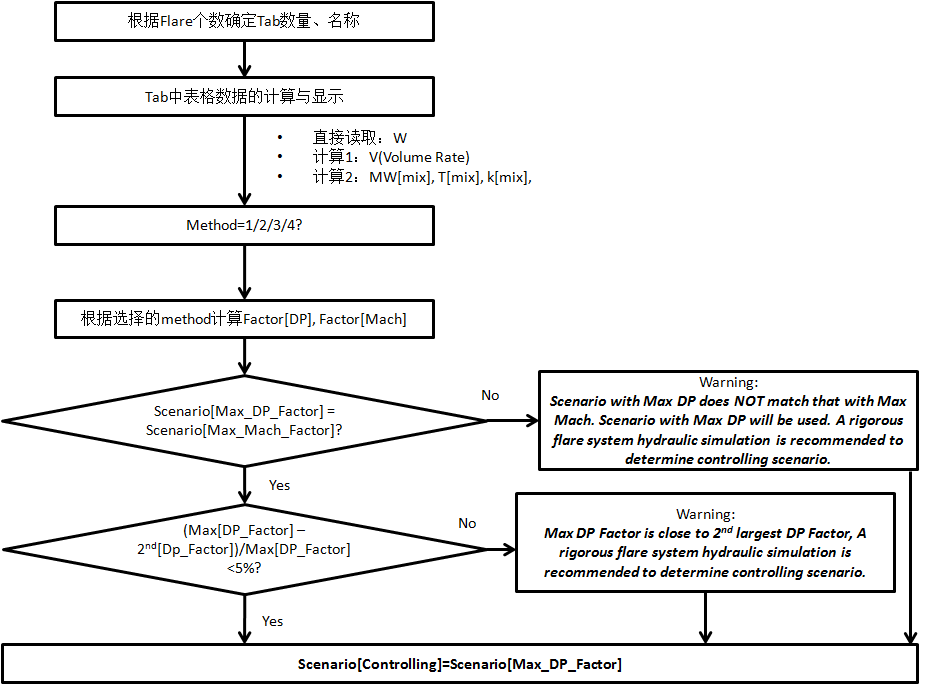 根据Flare个数确定Tab数量、名称
Tab中表格数据的计算与显示
• 直接读取：W
• 计算1：V(Volume Rate)
• 计算2：MW[mix], T[mix], k[mix],
Method=1/2/3/4?
根据选择的method计算Factor[DP], Factor[Mach]
Scenario[Max_DP_Factor] =
Scenario[Max_Mach_Factor]?
No
Warning:
Scenario with Max DP does NOT match that with Max
Mach. Scenario with Max DP will be used. A rigorous
flare system hydraulic simulation is recommended to
determine controlling scenario.
Yes
(Max[DP_Factor] –
2nd[Dp_Factor])/Max[DP_Factor]
<5%?
No
Warning:
Max DP Factor is close to 2nd largest DP Factor, A
rigorous flare system hydraulic simulation is
recommended to determine controlling scenario.
Yes
Scenario[Controlling]=Scenario[Max_DP_Factor]